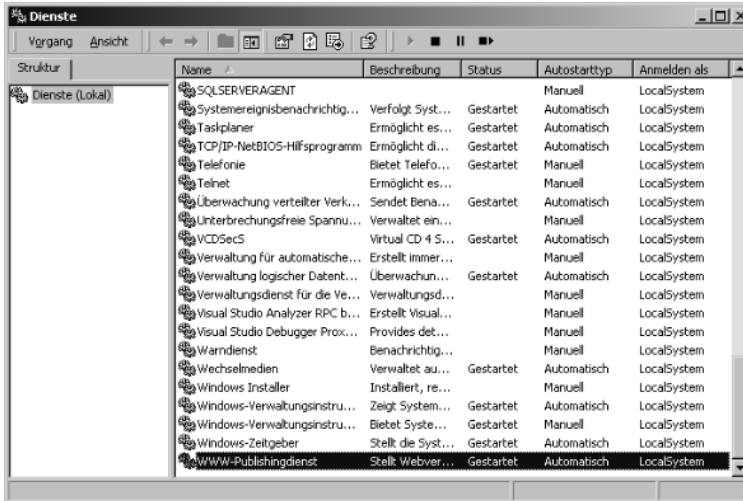 Dienste
Vorgang Ansicht
Struktur
Dienste (Lokal)
Name Beschreibung Status Autostarttyp Anmelden als
SQLSERVERAGENT Manuell LocalSystem
Systemereignisbenachrichtig... Verfolgt Syst... Gestartet Automatisch LocalSystem
Taskplaner Ermöglicht es... Gestartet Automatisch LocalSystem
TCP/IP-NetBIOS-Hilfsprogramm Ermöglicht di... Gestartet Automatisch LocalSystem
Telefonie Bietet Telefo... Gestartet Manuell LocalSystem
Telnet Ermöglicht es... Manuell LocalSystem
Überwachung verteilter Verk... Sendet Bena... Gestartet Automatisch LocalSystem
Unterbrechungsfreie Spannu... Verwaltet ein... Manuell LocalSystem
VCDSecS Virtual CD 4 S... Gestartet Automatisch LocalSystem
Verwaltung für automatische... Erstellt immer... Manuell LocalSystem
Verwaltung logischer Datent... Überwachun... Gestartet Automatisch LocalSystem
Verwaltungsdienst für die Ve... Verwaltungsd... Manuell LocalSystem
Visual Studio Analyzer RPC b... Erstellt Visual... Manuell LocalSystem
Visual Studio Debugger Prox... Provides det... Manuell LocalSystem
Warndienst Benachrichtig... Manuell LocalSystem
Wechselmedien Verwaltet au... Gestartet Automatisch LocalSystem
Windows Installer Installiert, re... Manuell LocalSystem
Windows-Verwaltungsinstru... Zeigt System... Gestartet Automatisch LocalSystem
Windows-Verwaltungsinstru... Bietet Syste... Gestartet Manuell LocalSystem
Windows-Zeitgeber Stellt die Syst... Gestartet Automatisch LocalSystem
WWW-Publishingdienst Stellt Webver... Gestartet Automatisch LocalSystem